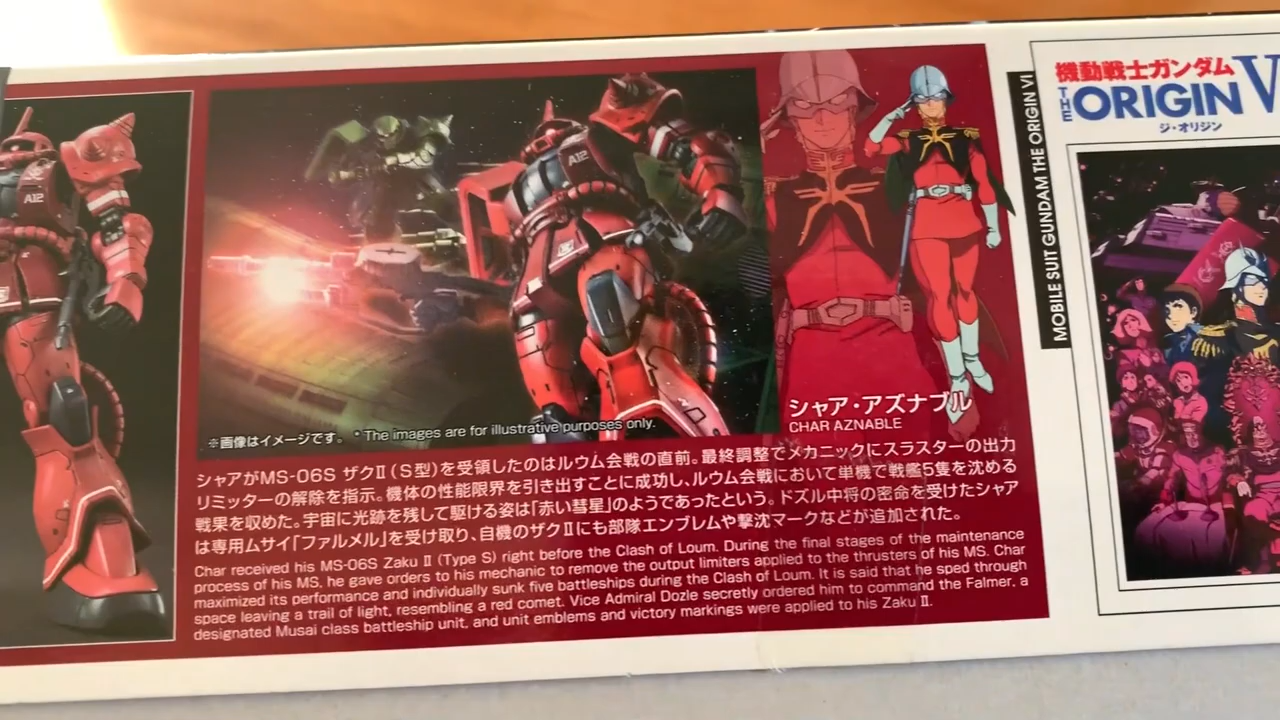 A12
A12
※画像はイメージです。 * The images are for illustrative purposes only.
シャア・アズナブル
CHAR AZNABLE
シャアがMS-06S ザクⅡ(S型)を受領したのはルウム会戦の直前。最終調整でメカニックにスラスターの出力
リミッターの解除を指示。機体の性能限界を引き出すことに成功し、ルウム会戦において単機で戦艦5隻を沈める
戦果を収めた。宇宙に光跡を残して駆ける姿は「赤い彗星」のようであったという。ドズル中将の密命を受けたシャア
は専用ムサイ「ファルメル」を受け取り、自機のザクⅡにも部隊エンブレムや撃沈マークなどが追加された。
Char received his MS-06S Zaku Ⅱ (Type S) right before the Clash of Loum. During the final stages of the maintenance
process of his MS, he gave orders to his mechanic to remove the output limiters applied to the thrusters of his MS. Char
maximized its performance and individually sunk five battleships during the Clash of Loum. It is said that he sped through
space leaving a trail of light, resembling a red comet. Vice Admiral Dozle secretly ordered him to command the Falmer, a
designated Musai class battleship unit, and unit emblems and victory markings were applied to his Zaku Ⅱ.
MOBILE SUIT GUNDAM THE ORIGIN VI
機動戦士ガンダム
THE ORIGIN V
ジ・オリジン